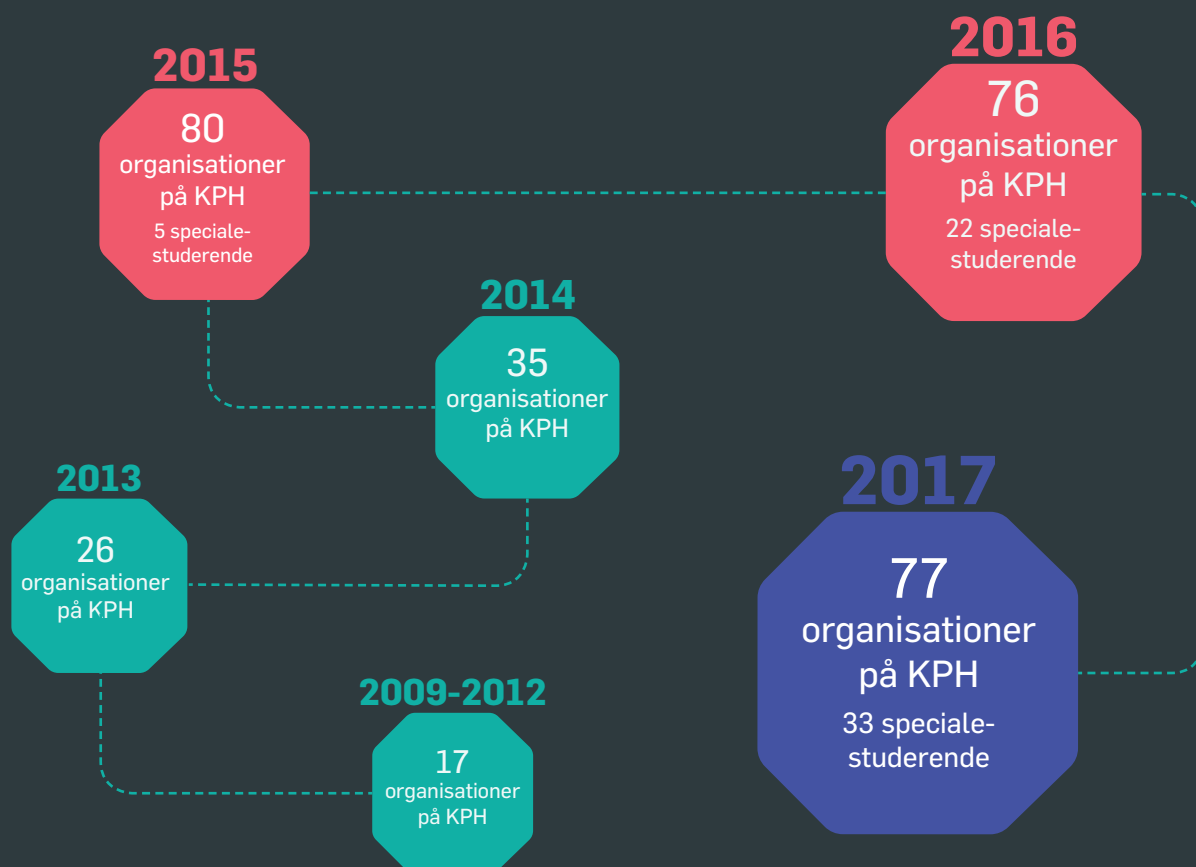 2015
80
organisationer
på KPH
5 speciale-
studerende
2016
76
organisationer
på KPH
22 speciale-
studerende
2014
35
organisationer
på KPH
2013
26
organisationer
på KPH
2017
77
organisationer
på KPH
33 speciale-
studerende
2009-2012
17
organisationer
på KPH